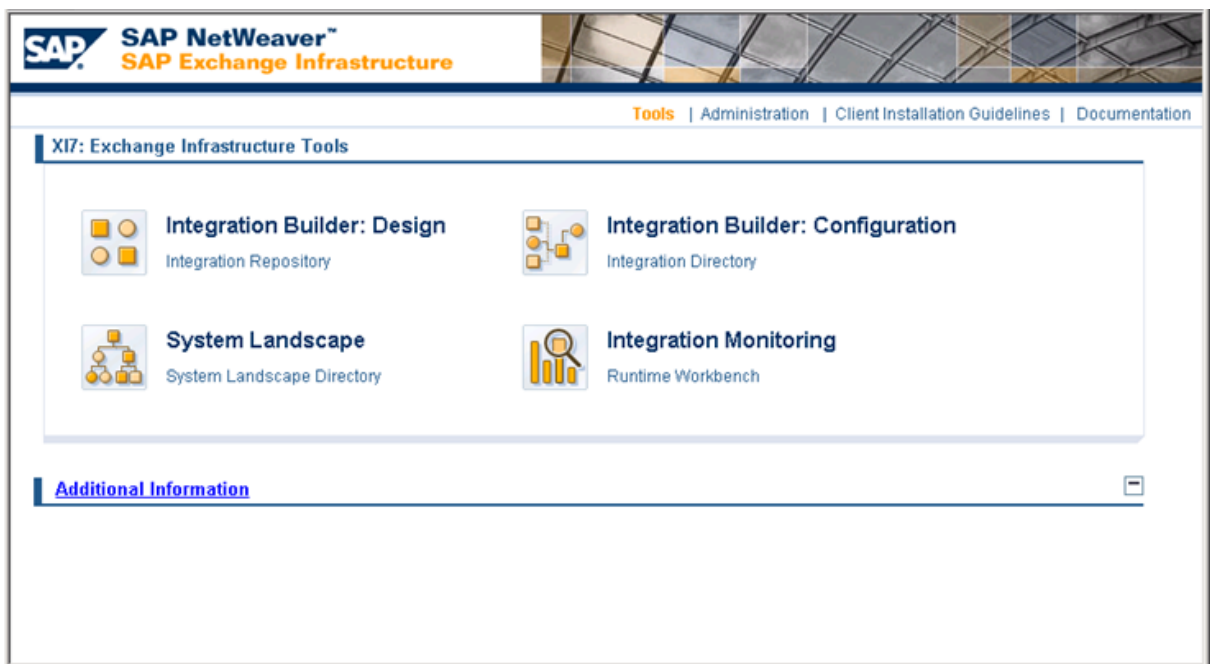 SAP
SAP NetWeaver™
SAP Exchange Infrastructure
Tools | Administration | Client Installation Guidelines | Documentation
XI7: Exchange Infrastructure Tools
Integration Builder: Design
Integration Repository
Integration Builder: Configuration
Integration Directory
System Landscape
System Landscape Directory
Integration Monitoring
Runtime Workbench
Additional Information